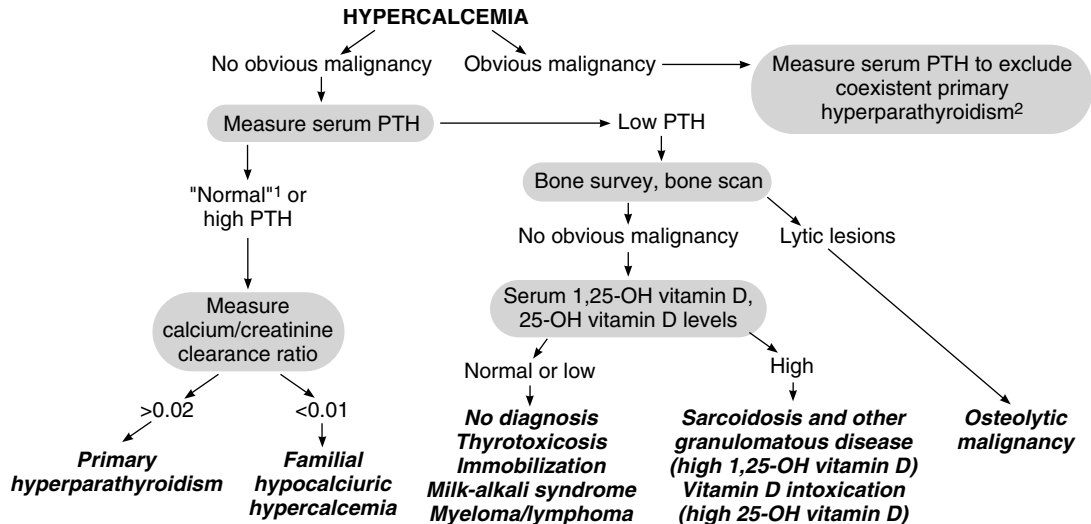 HYPERCALCEMIA
No obvious malignancy
Obvious malignancy
Measure serum PTH to exclude
coexistent primary
hyperparathyroidism²
Measure serum PTH
Low PTH
Bone survey, bone scan
"Normal"¹ or
high PTH
No obvious malignancy
Lytic lesions
Measure
calcium/creatinine
clearance ratio
Serum 1,25-OH vitamin D,
25-OH vitamin D levels
Normal or low
High
>0.02
<0.01
Primary
hyperparathyroidism
Familial
hypocalciuric
hypercalcemia
No diagnosis
Thyrotoxicosis
Immobilization
Milk-alkali syndrome
Myeloma/lymphoma
Sarcoidosis and other
granulomatous disease
(high 1,25-OH vitamin D)
Vitamin D intoxication
(high 25-OH vitamin D)
Osteolytic
malignancy